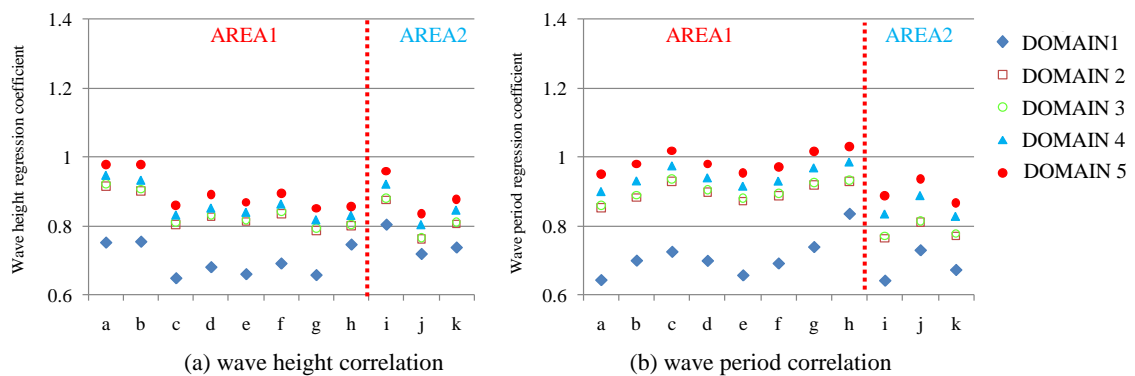 Wave height regression coefficient
1.4
1.2
1
0.8
0.6
AREA1
AREA2
a b c d e f g h i j k
(a) wave height correlation
Wave period regression coefficient
1.4
1.2
1
0.8
0.6
AREA1
AREA2
a b c d e f g h i j k
(b) wave period correlation
DOMAIN1
DOMAIN 2
DOMAIN 3
DOMAIN 4
DOMAIN 5